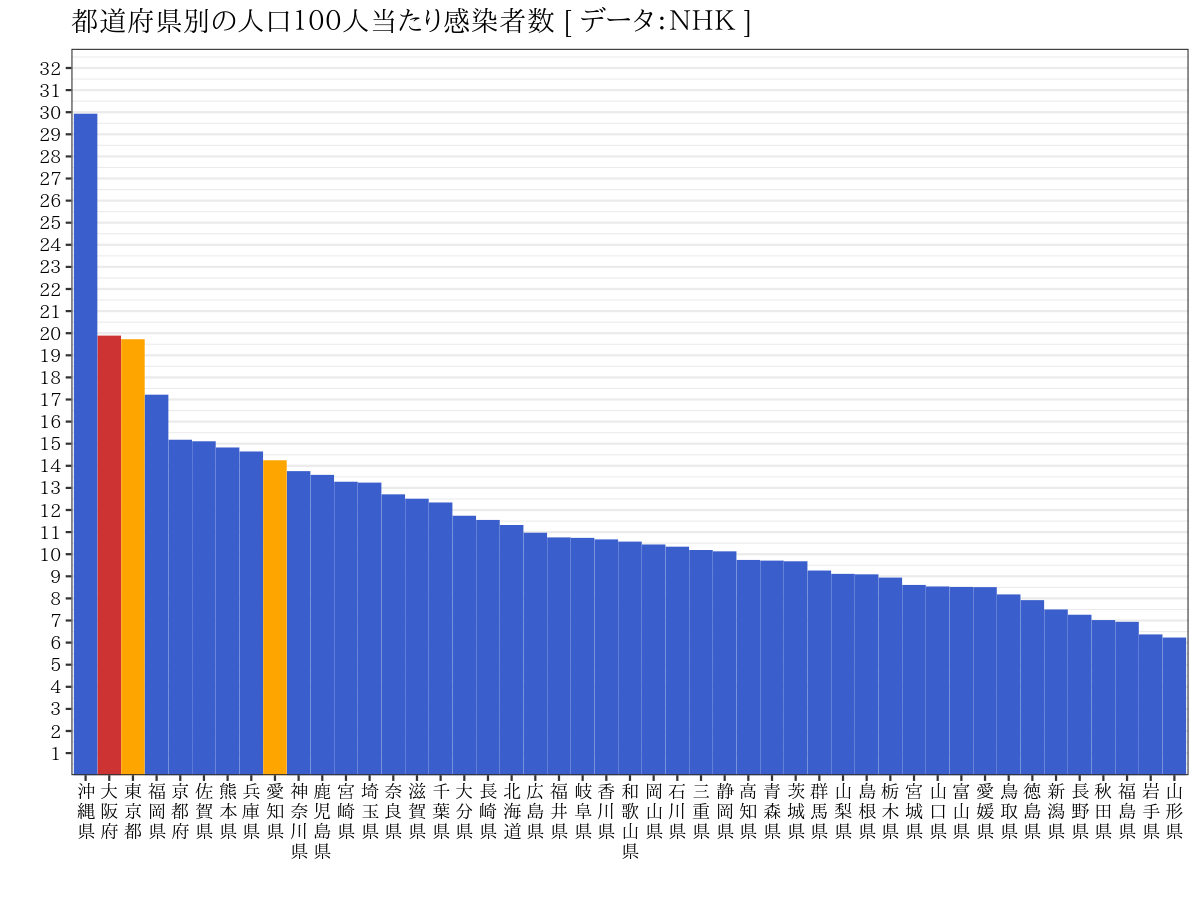 都道府県別の人口100人当たり感染者数 [ データ：NHK ]
32
31
30
29
28
27
26
25
24
23
22
21
20
19
18
17
16
15
14
13
12
11
10
9
8
7
6
5
4
3
2
1
沖縄県
大阪府
東京都
福岡県
京都府
佐賀県
熊本県
兵庫県
愛知県
神奈川県
鹿児島県
宮崎県
埼玉県
奈良県
滋賀県
千葉県
大分県
長崎県
北海道
広島県
福井県
岐阜県
香川県
和歌山県
岡山県
石川県
三重県
静岡県
高知県
青森県
茨城県
群馬県
山梨県
島根県
栃木県
宮城県
山口県
富山県
愛媛県
鳥取県
徳島県
新潟県
長野県
秋田県
福島県
岩手県
山形県